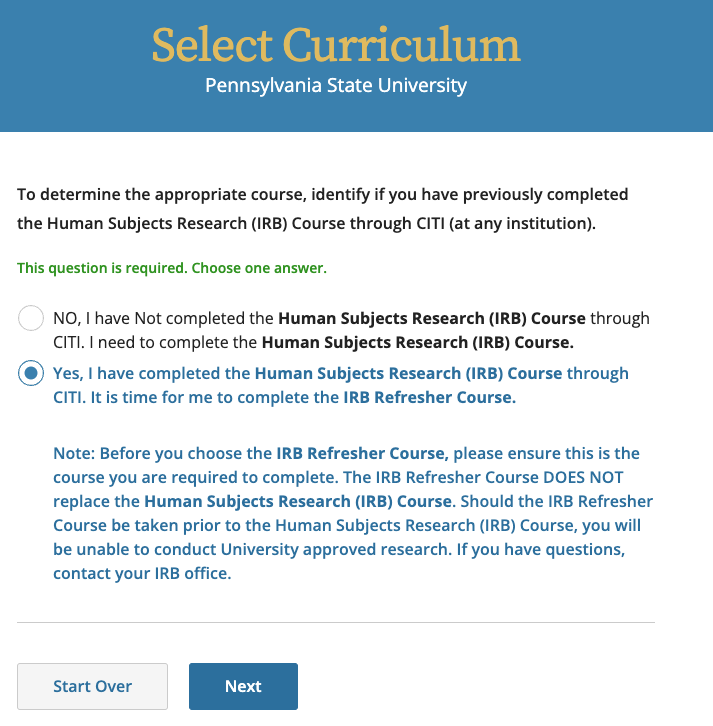 Select Curriculum
Pennsylvania State University
To determine the appropriate course, identify if you have previously completed
the Human Subjects Research (IRB) Course through CITI (at any institution).
This question is required. Choose one answer.
NO, I have Not completed the Human Subjects Research (IRB) Course through
CITI. I need to complete the Human Subjects Research (IRB) Course.
Yes, I have completed the Human Subjects Research (IRB) Course through
CITI. It is time for me to complete the IRB Refresher Course.
Note: Before you choose the IRB Refresher Course, please ensure this is the
course you are required to complete. The IRB Refresher Course DOES NOT
replace the Human Subjects Research (IRB) Course. Should the IRB Refresher
Course be taken prior to the Human Subjects Research (IRB) Course, you will
be unable to conduct University approved research. If you have questions,
contact your IRB office.
Start Over
Next